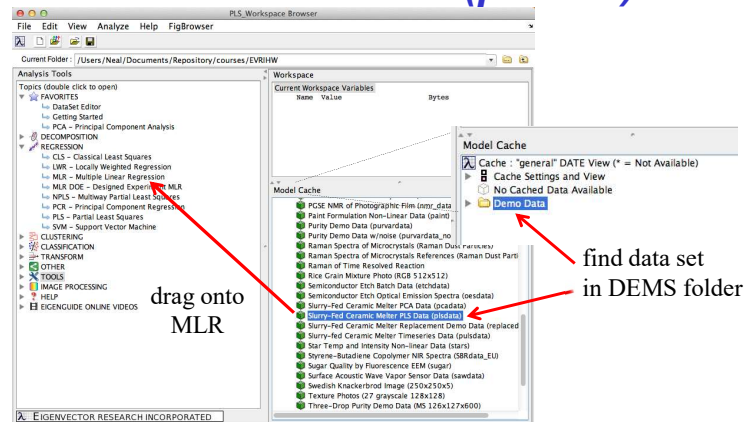 PLS_Workspace Browser
File Edit View Analyze Help FigBrowser
Current Folder: /Users/Neal/Documents/Repository/courses/EVRIHW
Analysis Tools
Topics (double click to open)
FAVORITES
DataSet Editor
Getting Started
PCA - Principal Component Analysis
DECOMPOSITION
REGRESSION
CLS - Classical Least Squares
LWR - Locally Weighted Regression
MLR - Multiple Linear Regression
MLR DOE - Designed Experiment MLR
NPLS - Multiway Partial Least Squares
PCR - Principal Component Regression
PLS - Partial Least Squares
SVM - Support Vector Machine
CLUSTERING
CLASSIFICATION
TRANSFORM
OTHER
TOOLS
IMAGE PROCESSING
HELP
EIGENGUIDE ONLINE VIDEOS
drag onto
MLR
Workspace
Current Workspace Variables
Name Value Bytes
Model Cache
PGSE NMR of Photographic Film (nmr_data
Paint Formulation Non-Linear Data (paint)
Purity Demo Data (purvardata)
Purity Demo Data w/noise (purvardata_no
Raman Spectra of Microcrystals (Raman Dust Particles)
Raman Spectra of Microcrystals References (Raman Dust Parti
Raman of Time Resolved Reaction
Rice Grain Mixture Photo (RGB 512x512)
Semiconductor Etch Batch Data (etchdata)
Semiconductor Etch Optical Emission Spectra (oesdata)
Slurry-Fed Ceramic Melter PCA Data (pcadata)
Slurry-Fed Ceramic Melter PLS Data (plsdata)
Slurry-Fed Ceramic Melter Replacement Demo Data (replaced
Slurry-fed Ceramic Melter Timeseries Data (pulsdata)
Star Temp and Intensity Non-linear Data (stars)
Styrene-Butadiene Copolymer NIR Spectra (SBRdata_EU)
Sugar Quality by Fluorescence EEM (sugar)
Surface Acoustic Wave Vapor Sensor Data (sawdata)
Swedish Knackerbrod Image (250x250x5)
Texture Photos (27 grayscale 128x128)
Three-Drop Purity Demo Data (MS 126x127x600)
Model Cache
Cache : "general" DATE View (* = Not Available)
Cache Settings and View
No Cached Data Available
Demo Data
find data set
in DEMS folder
EIGENVECTOR RESEARCH INCORPORATED